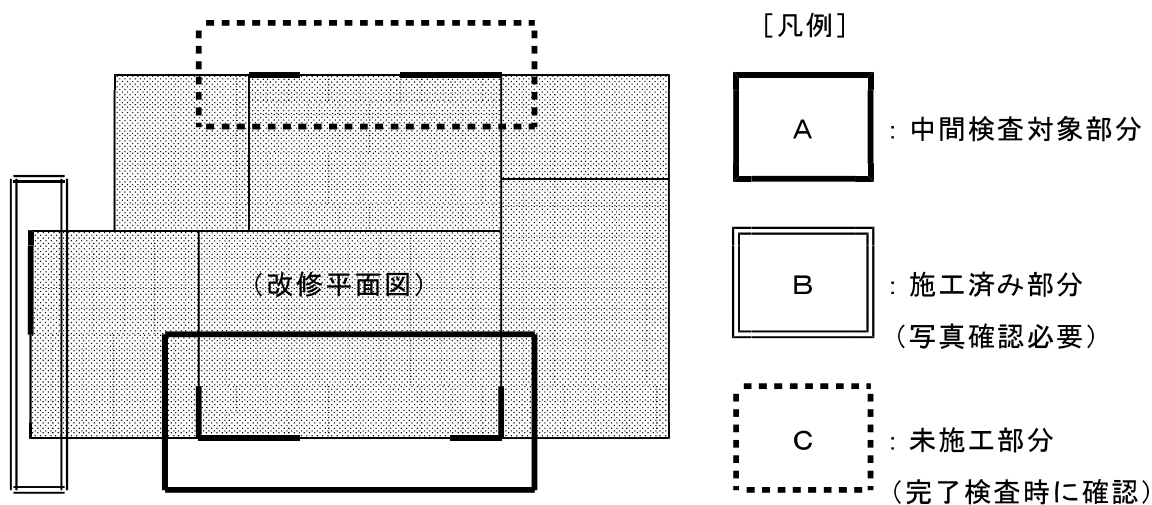 ［凡例］
A
：中間検査対象部分
(改修平面図)
B
：施工済み部分
(写真確認必要)
C
：未施工部分
(完了検査時に確認)